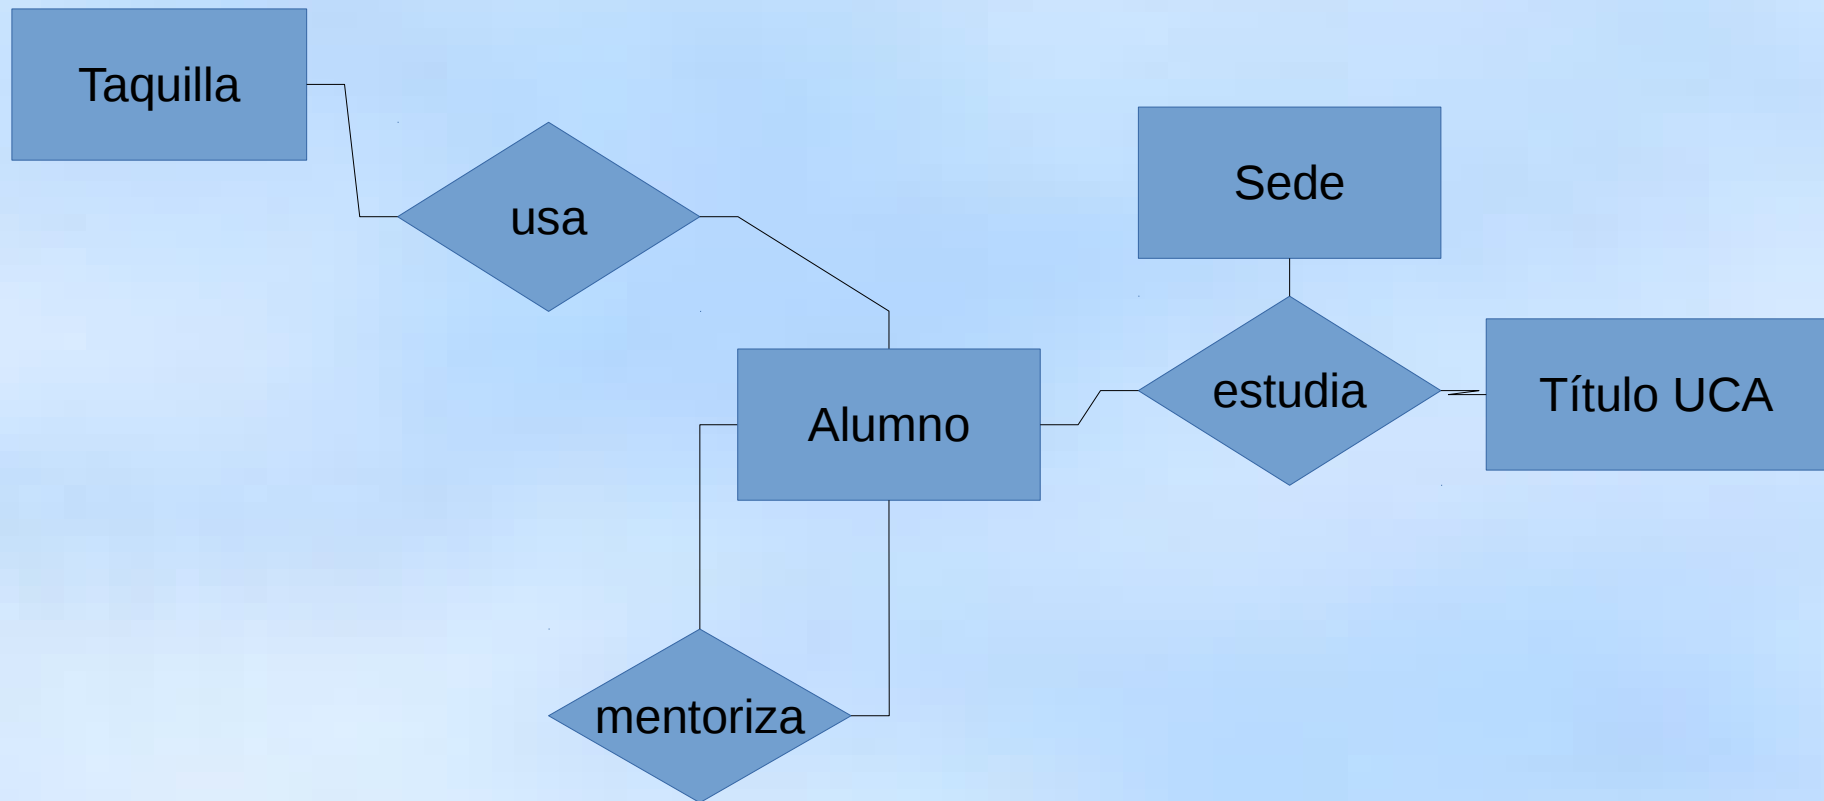 Taquilla
usa
Sede
estudia
Título UCA
Alumno
mentoriza